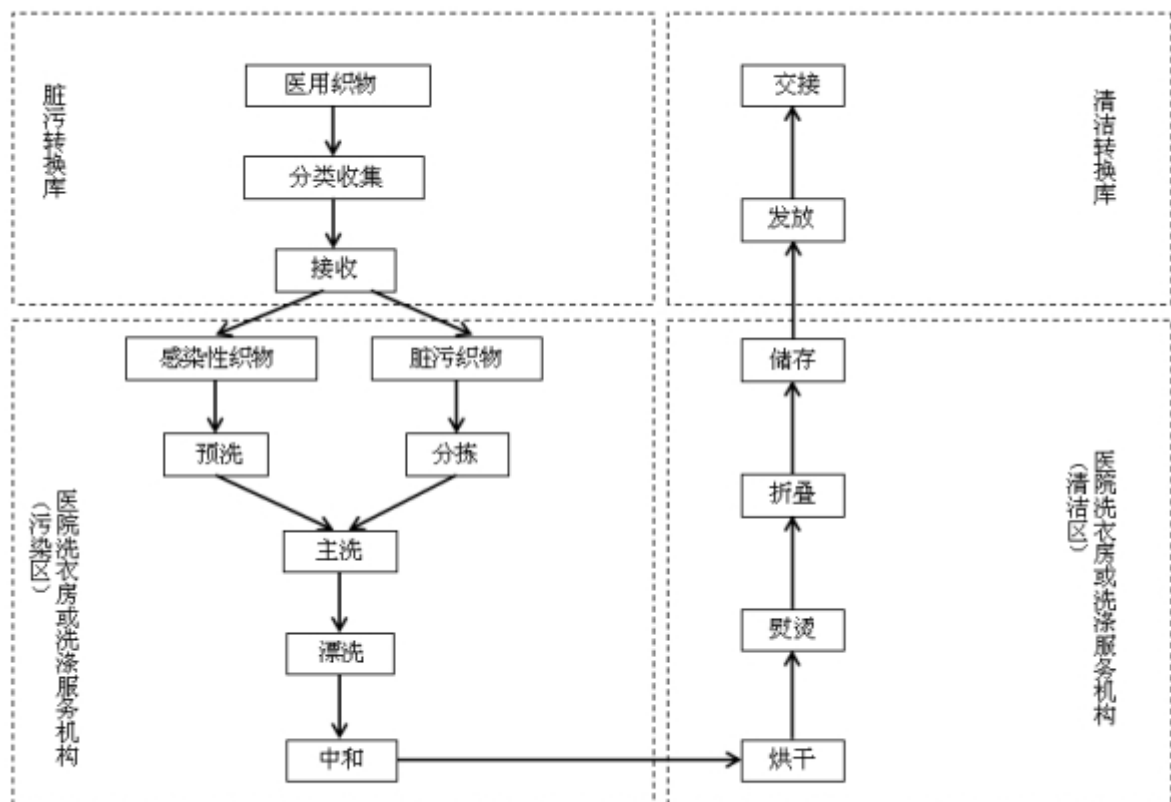 脏污转换库
医用织物
分类收集
接收
医院洗衣房或洗涤服务机构
（污染区）
感染性织物
脏污织物
预洗
分拣
主洗
漂洗
中和
清洁转换库
交接
发放
医院洗衣房或洗涤服务机构
（清洁区）
储存
折叠
熨烫
烘干